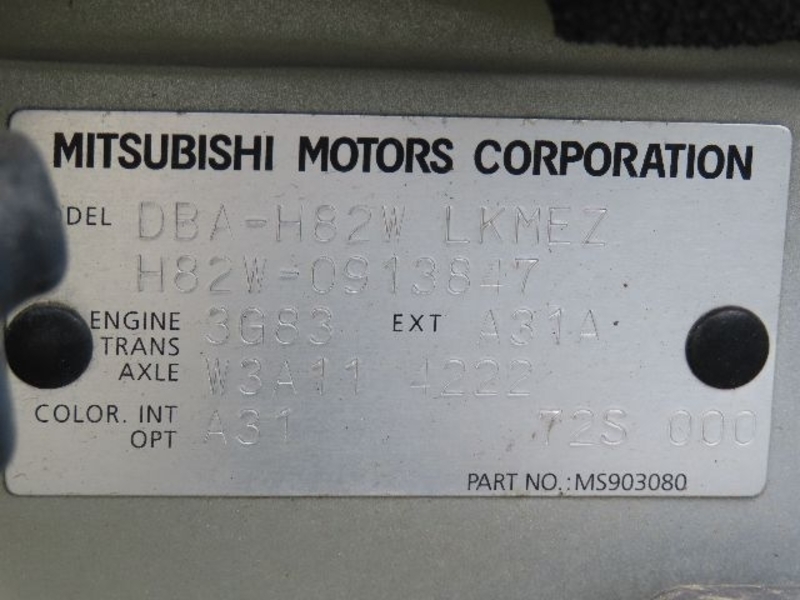 MITSUBISHI MOTORS CORPORATION
DEL DBA-H82W LKMEZ
H82W-0913847
ENGINE 3G83 EXT A31A
TRANS
AXLE W3A11 4222
COLOR. INT A31 72S 000
OPT
PART NO.:MS903080